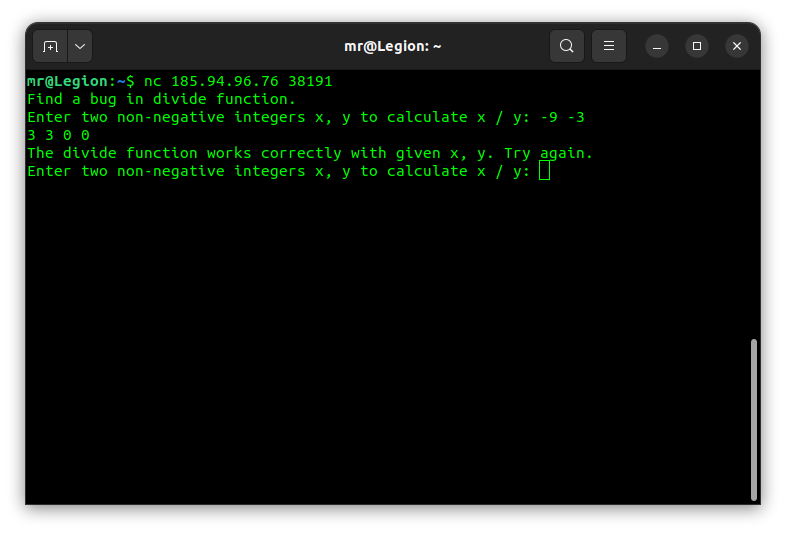 mr@Legion: ~
mr@Legion:~$ nc 185.94.96.76 38191
Find a bug in divide function.
Enter two non-negative integers x, y to calculate x / y: -9 -3
3 3 0 0
The divide function works correctly with given x, y. Try again.
Enter two non-negative integers x, y to calculate x / y: